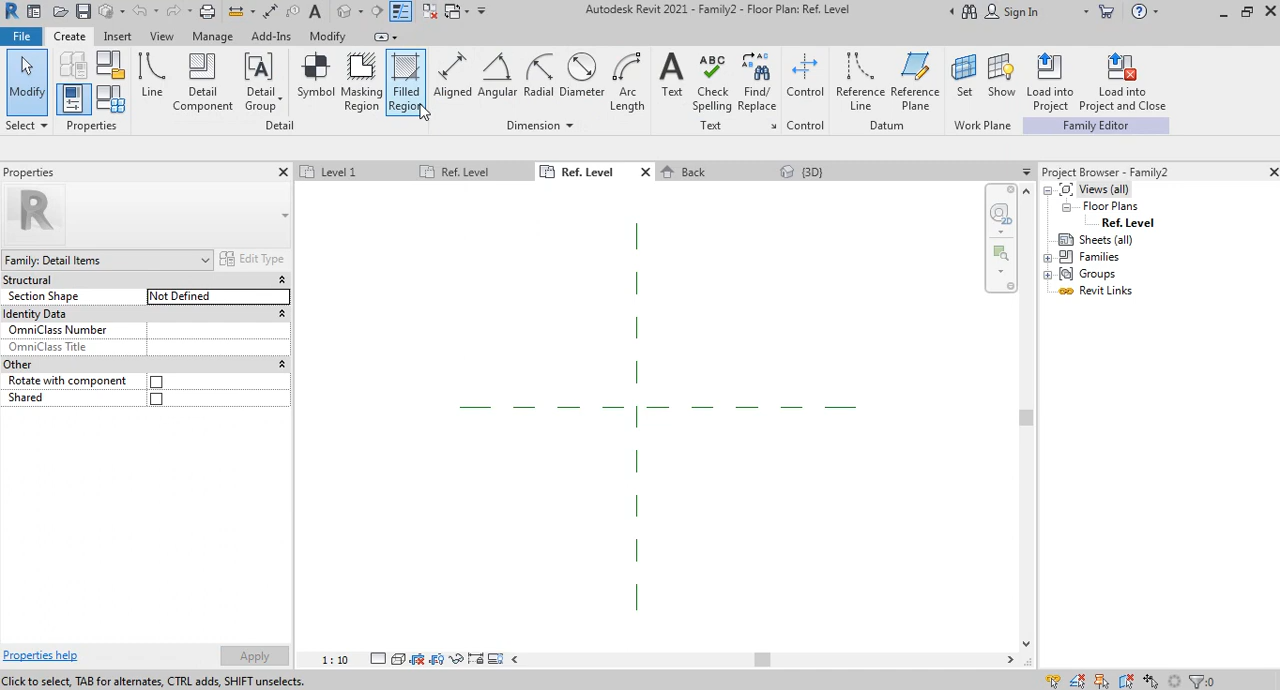 Autodesk Revit 2021 - Family2 - Floor Plan: Ref. Level
Sign In
File Create Insert View Manage Add-Ins Modify
Modify
Line
Detail Component
Detail Group
Symbol
Masking Region
Filled Region
Aligned
Angular
Radial
Diameter
Arc Length
Text
ABC Check Spelling
Find/ Replace
Control
Reference Line
Reference Plane
Set
Show
Load into Project
Load into Project and Close
Select Properties Detail Dimension Text Control Datum Work Plane Family Editor
Properties
Level 1 Ref. Level Ref. Level Back {3D}
Project Browser - Family2
R
Family: Detail Items Edit Type
Structural
Section Shape Not Defined
Identity Data
OmniClass Number
OmniClass Title
Other
Rotate with component
Shared
2D
Views (all)
Floor Plans
Ref. Level
Sheets (all)
Families
Groups
Revit Links
Properties help Apply
1 : 10
Click to select, TAB for alternates, CTRL adds, SHIFT unselects.
:0